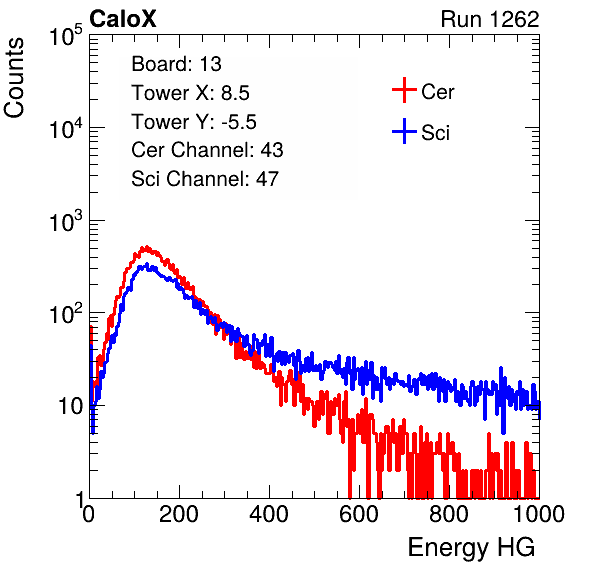 CaloX Run 1262
Counts
10^5
10^4
10^3
10^2
10
1
Board: 13
Tower X: 8.5
Tower Y: -5.5
Cer Channel: 43
Sci Channel: 47
Cer
Sci
0 200 400 600 800 1000
Energy HG